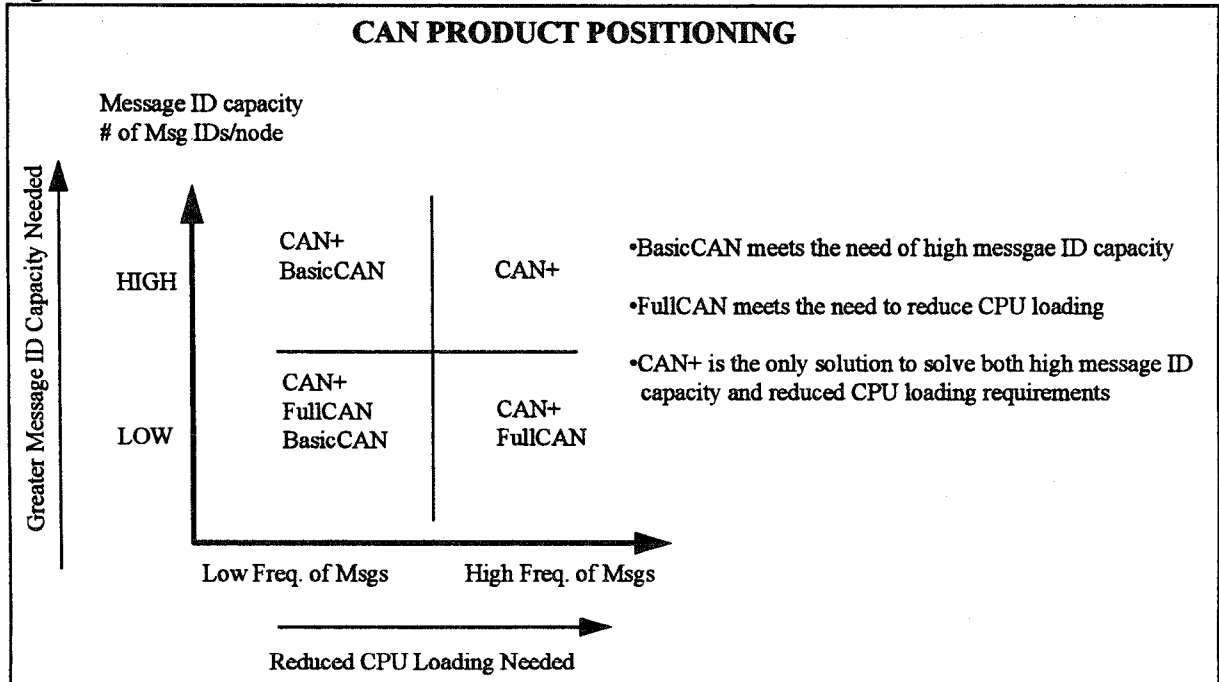 CAN PRODUCT POSITIONING
Message ID capacity
# of Msg IDs/node
Greater Message ID Capacity Needed
HIGH
CAN+
BasicCAN
CAN+
LOW
CAN+
FullCAN
BasicCAN
CAN+
FullCAN
Low Freq. of Msgs
High Freq. of Msgs
Reduced CPU Loading Needed
•BasicCAN meets the need of high messgae ID capacity
•FullCAN meets the need to reduce CPU loading
•CAN+ is the only solution to solve both high message ID
capacity and reduced CPU loading requirements